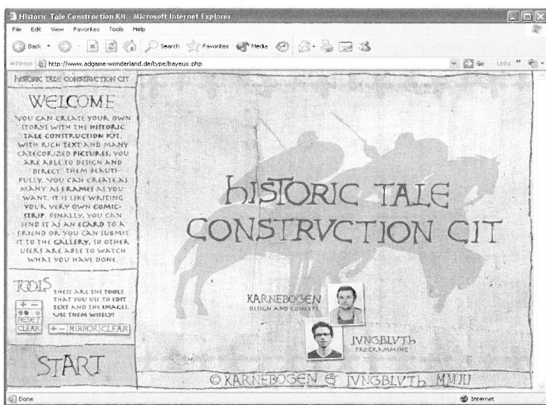 Historic Tale Construction Kit - Microsoft Internet Explorer
File Edit View Favorites Tools Help
Back Search Favorites Media
Address http://www.adgame-wonderland.de/type/bayeux.php Go Links
HISTORIC TALE CONSTRVCTION CIT
WELCOME
YOU CAN CREATE YOUR OWN
STORYS WITH THE HISTORIC
TALE CONSTRUCTION KIT.
WITH RICH TEXT AND MANY
CATEGORIZED PICTURES, YOU
ARE ABLE TO DESIGN AND
DIRECT THEM BEAUTI-
FULLY. YOU CAN CREATE AS
MANY AS FRAMES AS YOU
WANT. IT IS LIKE WRITING
YOUR VERY OWN COMIC-
STRIP. FINALLY, YOU CAN
SEND IT AS AN ECARD TO A
FRIEND OR YOU CAN SUBMIT
IT TO THE GALLERY, SO OTHER
USERS ARE ABLE TO WATCH
WHAT YOU HAVE DONE.
TOOLS
THESE ARE THE TOOLS
THAT YOU USE TO EDIT
TEXT AND THE IMAGES.
USE THEM WISELY!
+ -
RESET
CLEAR
+ - MIRROR CLEAR
START
HISTORIC TALE
CONSTRVCTION CIT
KARNEBOGEN
DESIGN AND CONCEPT
JVNGBLVTh
PROGRAMMING
© KARNEBOGEN & JVNGBLVTh MMIII
Done Internet